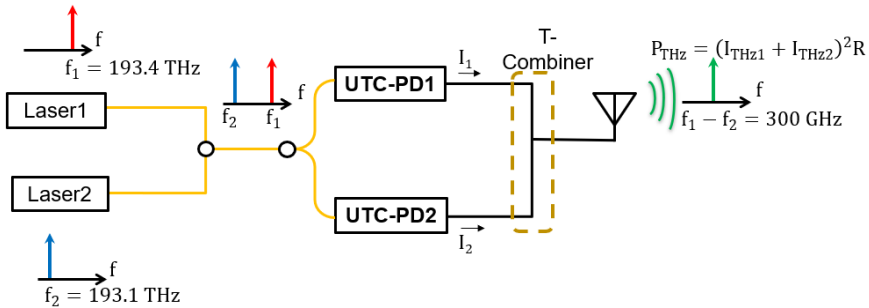 f
f₁ = 193.4 THz
Laser1
Laser2
f
f₂ = 193.1 THz
f
f₂
f₁
UTC-PD1
UTC-PD2
I₁
I₂
T-
Combiner
P_THz = (I_THz1 + I_THz2)²R
f
f₁ − f₂ = 300 GHz